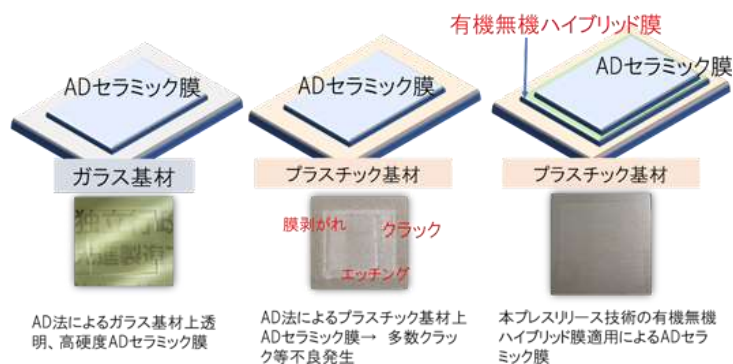 有機無機ハイブリッド膜
ADセラミック膜
ADセラミック膜
ADセラミック膜
ガラス基材
プラスチック基材
プラスチック基材
膜剥がれ
クラック
エッチング
AD法によるガラス基材上透
明、高硬度ADセラミック膜
AD法によるプラスチック基材上
ADセラミック膜→ 多数クラッ
ク等不良発生
本プレスリリース技術の有機無機
ハイブリッド膜適用によるADセラ
ミック膜